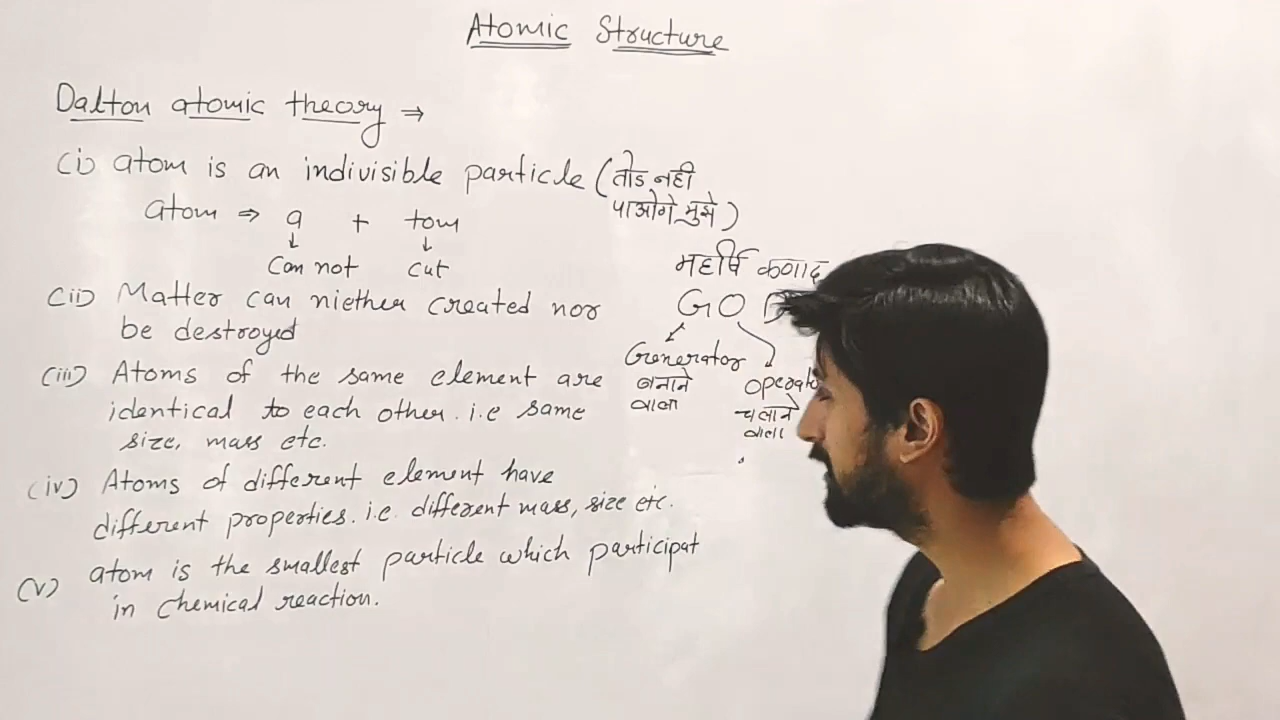 Atomic Structure
Dalton atomic theory ⇒
(i) atom is an indivisible particle (तोड नही
पाओगे मुझे)
atom ⇒ a + tom
↓ ↓
Can not cut
महर्षि कणाद
GOD
Generator
बनाने
वाला
चलाने
वाला
(ii) Matter can niether created nor
be destroyed
(iii) Atoms of the same element are
identical to each other. i.e same
size, mass etc.
(iv) Atoms of different element have
different properties. i.e. different mass, size etc.
(v) atom is the smallest particle which participat
in chemical reaction.